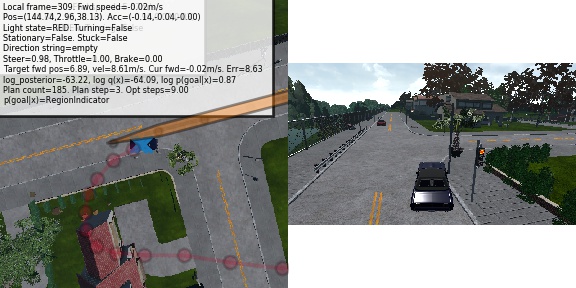 Local frame=309: Fwd speed=-0.02m/s
Pos=(144.74,2.96,38.13). Acc=(-0.14,-0.04,-0.00)
Light state=RED. Turning=False
Stationary=False. Stuck=False
Direction string=empty
Steer=0.98, Throttle=1.00, Brake=0.00
Target fwd pos=6.89, vel=8.61m/s. Cur fwd=-0.02m/s. Err=8.63
log_posterior=-63.22, log q(x)=-64.09, log p(goal|x)=0.87
Plan count=185. Plan step=3. Opt steps=9.00
p(goal|x)=RegionIndicator